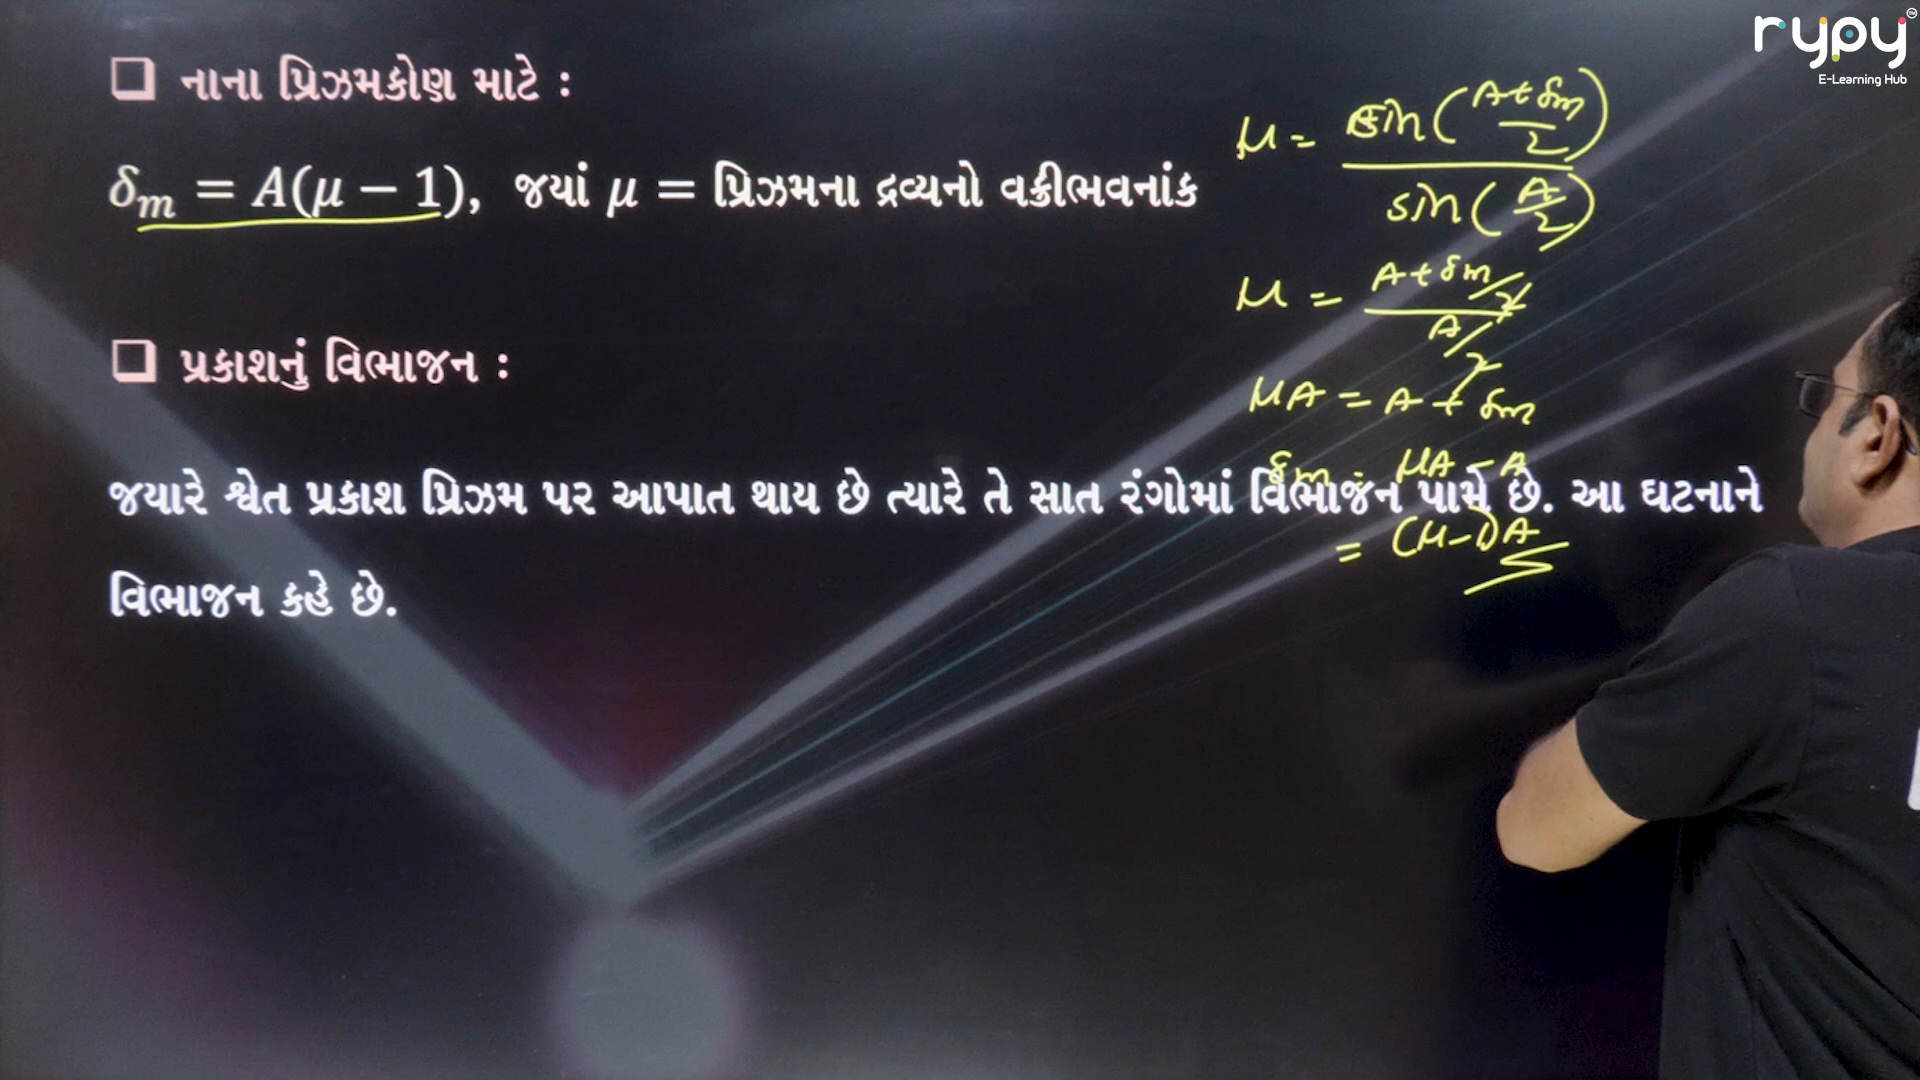 rypy™
E-Learning Hub
❑ નાના પ્રિઝમકોણ માટે :
δₘ = A(μ − 1), જયાં μ = પ્રિઝમના દ્રવ્યનો વક્રીભવનાંક
❑ પ્રકાશનું વિભાજન :
જયારે શ્વેત પ્રકાશ પ્રિઝમ પર આપાત થાય છે ત્યારે તે સાત રંગોમાં વિભાજન પામે છે. આ ઘટનાને
વિભાજન કહે છે.
μ = sin((A+δm)/2) / sin(A/2)
μ = (A+δm/2) / (A/2)
μA = A + δm
δm = μA − A
= (μ−1)A